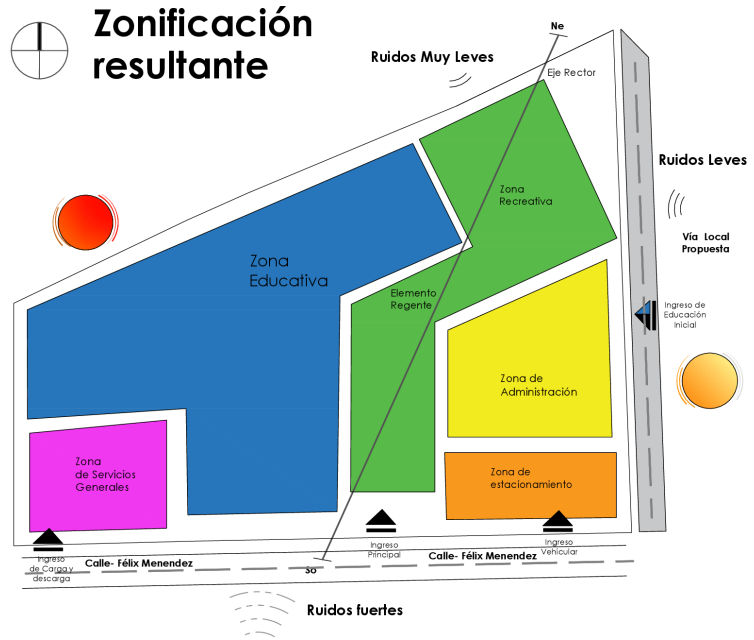 Zonificación
resultante
Ne
Ruidos Muy Leves
Eje Rector
Ruidos Leves
Zona
Recreativa
Vía Local
Propuesta
Zona
Educativa
Elemento
Regente
Ingreso de
Educación
Inicial
Zona de
Administración
Zona
de Servicios
Generales
Zona de
estacionamiento
Ingreso
de Carga y
descarga
Calle- Félix Menendez
So
Ingreso
Principal
Calle- Félix Menendez
Ingreso
Vehicular
Ruidos fuertes